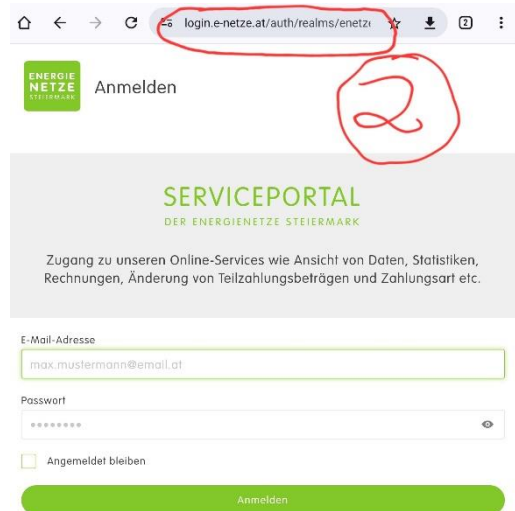 login.e-netze.at/auth/realms/enetze
2
ENERGIE
NETZE
STEIERMARK
Anmelden
2
SERVICEPORTAL
DER ENERGIENETZE STEIERMARK
Zugang zu unseren Online-Services wie Ansicht von Daten, Statistiken,
Rechnungen, Änderung von Teilzahlungsbeträgen und Zahlungsart etc.
E-Mail-Adresse
max.mustermann@email.at
Passwort
Angemeldet bleiben
Anmelden